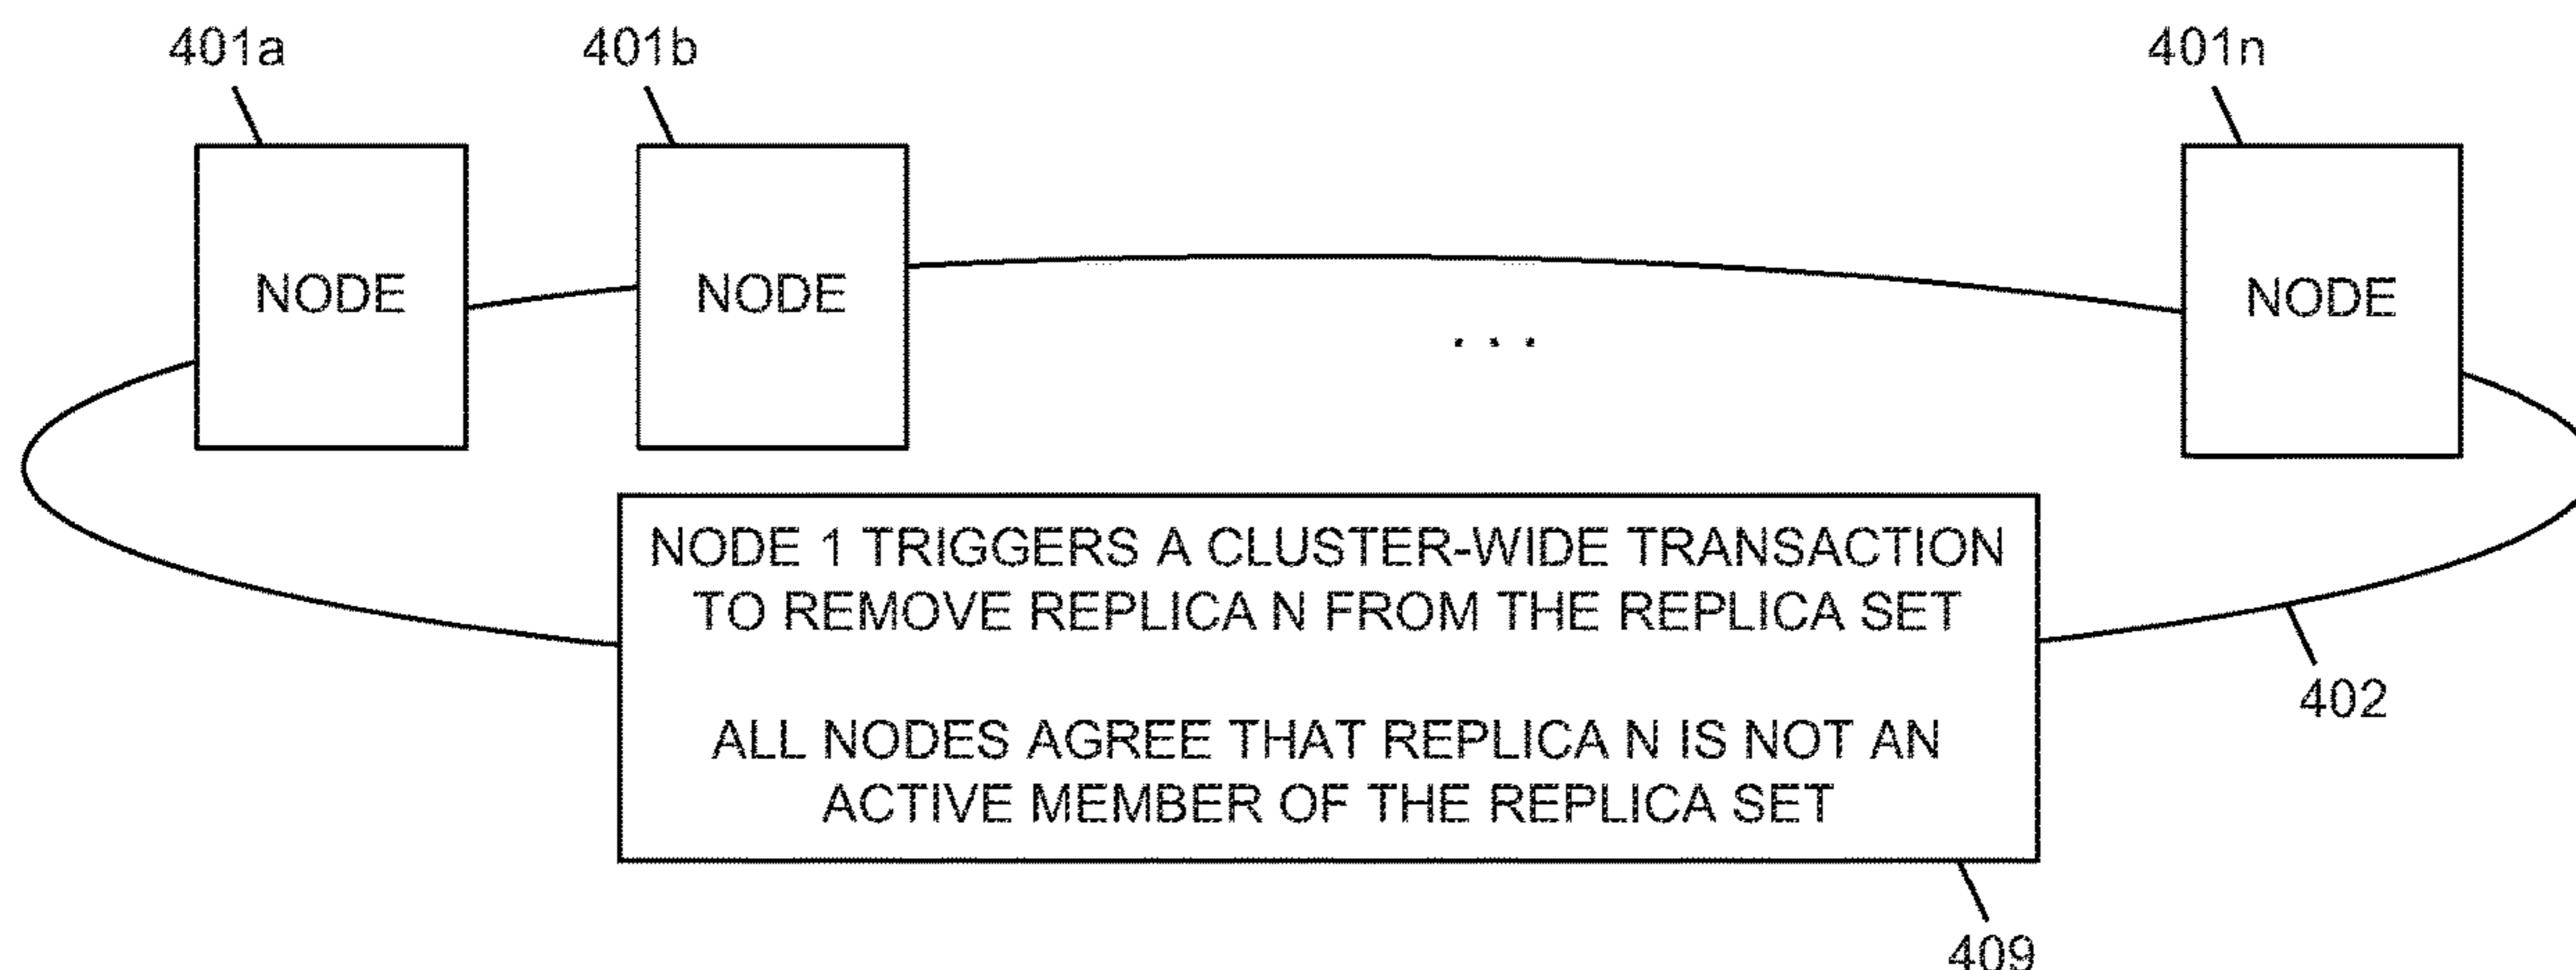 401a
401b
401n
NODE
NODE
NODE
. . .
NODE 1 TRIGGERS A CLUSTER-WIDE TRANSACTION
TO REMOVE REPLICA N FROM THE REPLICA SET
ALL NODES AGREE THAT REPLICA N IS NOT AN
ACTIVE MEMBER OF THE REPLICA SET
402
409